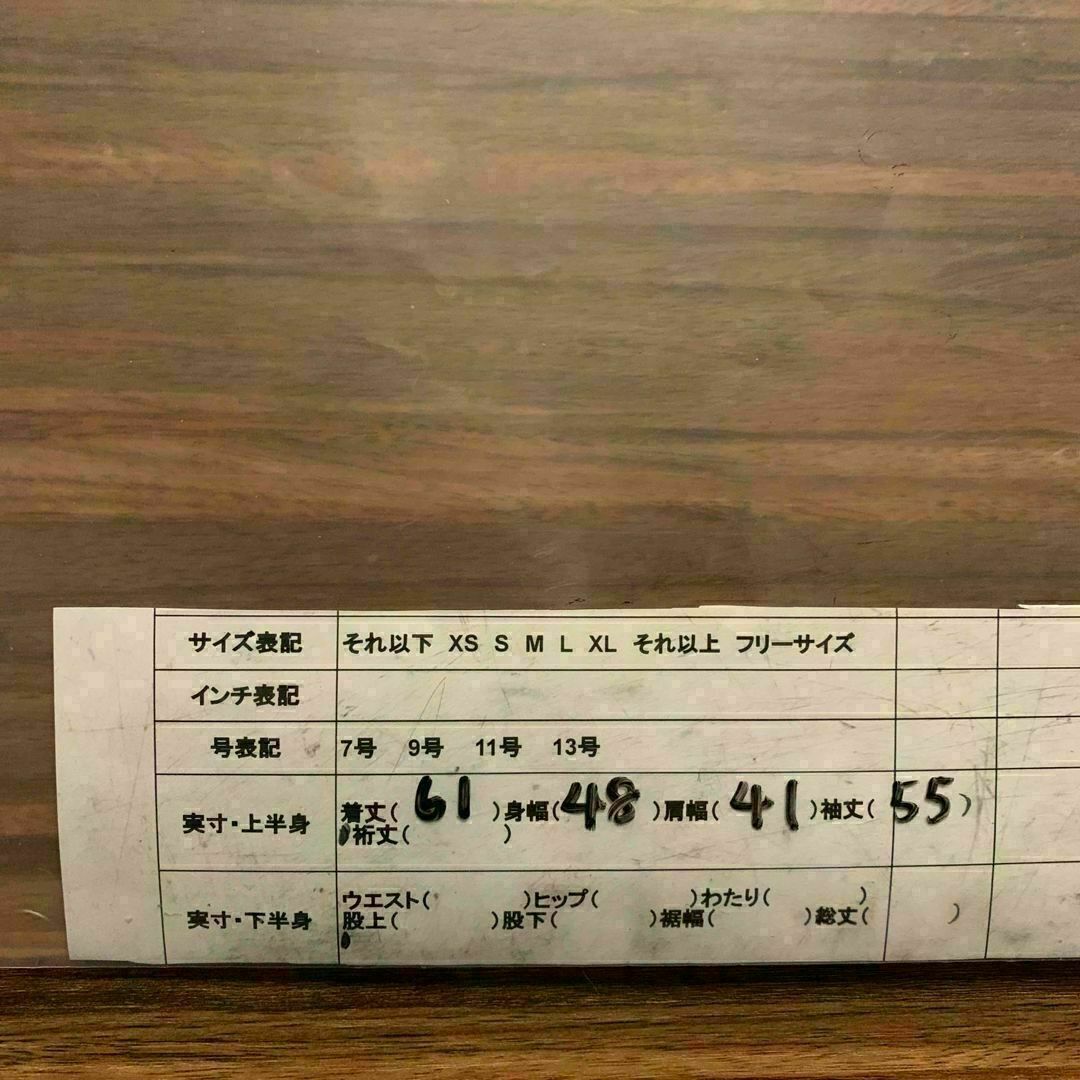 サイズ表記 それ以下 XS S M L XL それ以上 フリーサイズ
インチ表記
号表記 7号 9号 11号 13号
実寸・上半身 着丈( 61 )身幅( 48 )肩幅( 41 )袖丈( 55 )
裄丈( )
実寸・下半身 ウエスト( )ヒップ( )わたり( )
股上( )股下( )裾幅( )総丈( )